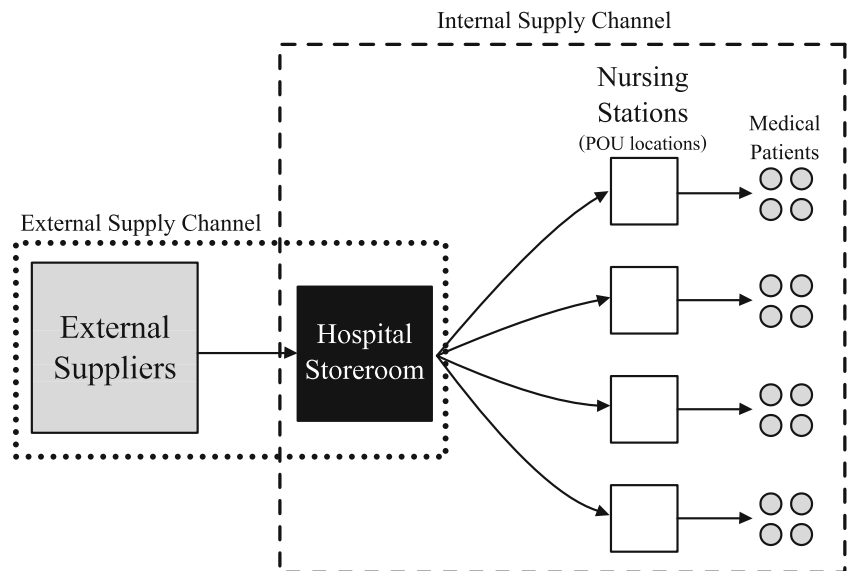 Internal Supply Channel
Nursing
Stations
(POU locations)
Medical
Patients
External Supply Channel
External
Suppliers
Hospital
Storeroom